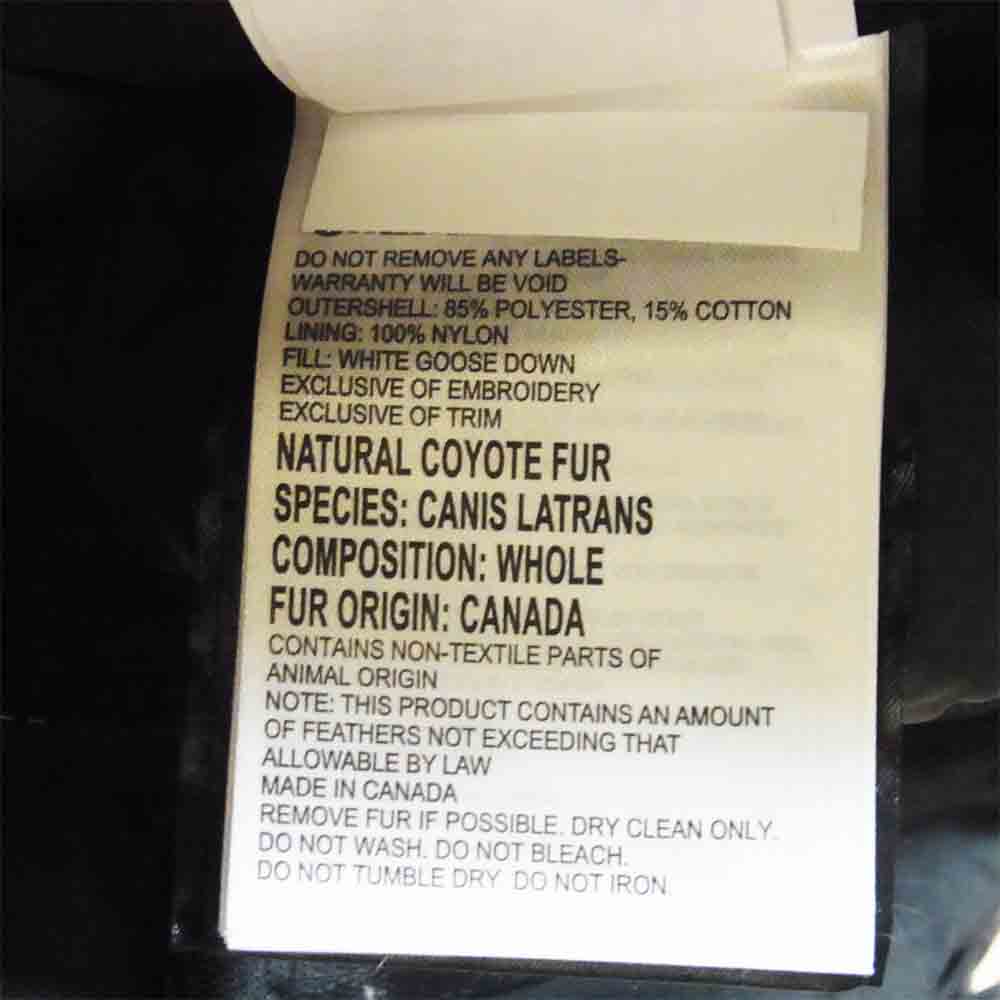 DO NOT REMOVE ANY LABELS-
WARRANTY WILL BE VOID
OUTERSHELL: 85% POLYESTER, 15% COTTON
LINING: 100% NYLON
FILL: WHITE GOOSE DOWN
EXCLUSIVE OF EMBROIDERY
EXCLUSIVE OF TRIM
NATURAL COYOTE FUR
SPECIES: CANIS LATRANS
COMPOSITION: WHOLE
FUR ORIGIN: CANADA
CONTAINS NON-TEXTILE PARTS OF
ANIMAL ORIGIN
NOTE: THIS PRODUCT CONTAINS AN AMOUNT
OF FEATHERS NOT EXCEEDING THAT
ALLOWABLE BY LAW
MADE IN CANADA
REMOVE FUR IF POSSIBLE. DRY CLEAN ONLY.
DO NOT WASH. DO NOT BLEACH.
DO NOT TUMBLE DRY DO NOT IRON